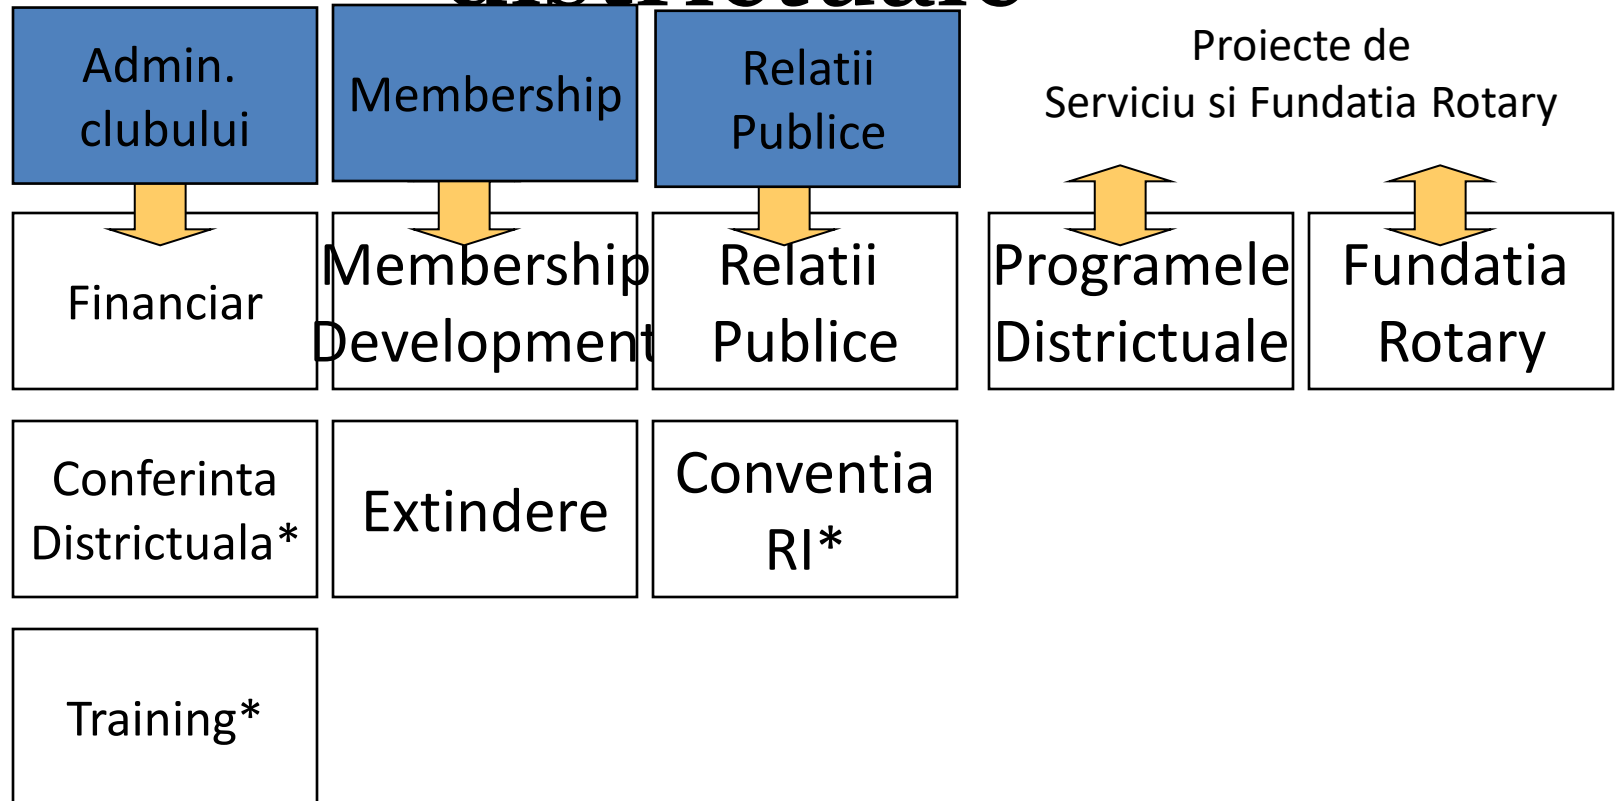 districtuale
Admin.
clubului
Membership
Relatii
Publice
Proiecte de
Serviciu si Fundatia Rotary
Financiar
Membership
Development
Relatii
Publice
Programele
Districtuale
Fundatia
Rotary
Conferinta
Districtuala*
Extindere
Conventia
RI*
Training*